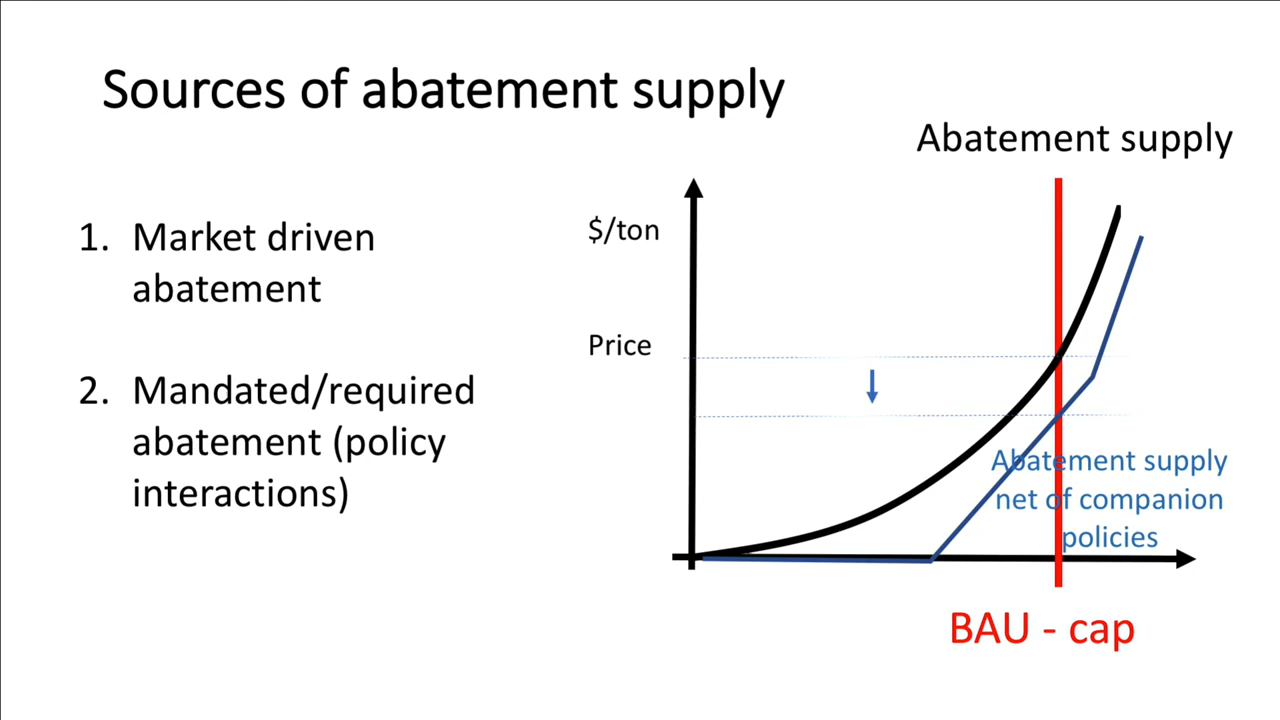 Sources of abatement supply
Abatement supply
1. Market driven
abatement
2. Mandated/required
abatement (policy
interactions)
$/ton
Price
Abatement supply
net of companion
policies
BAU - cap